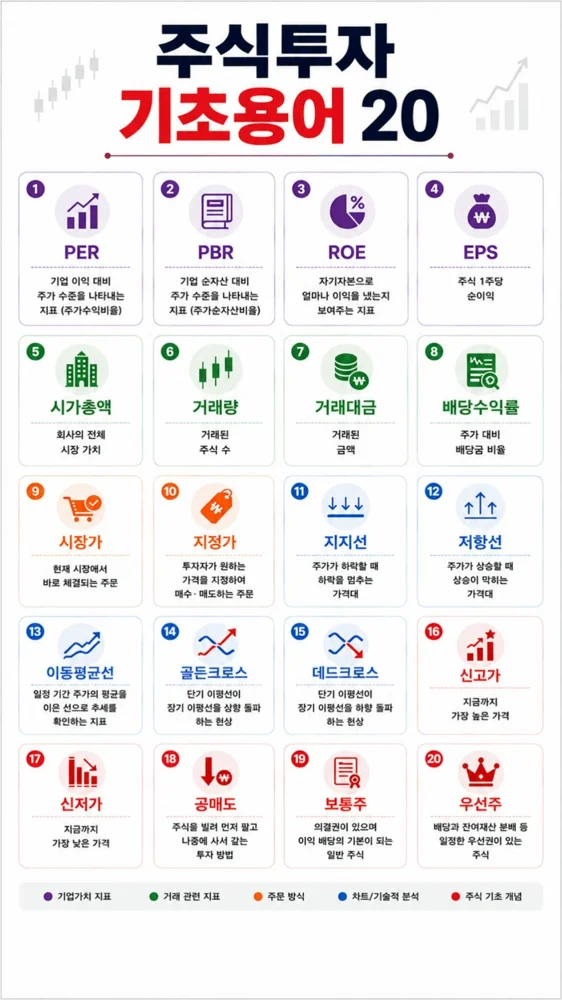 주식투자
기초용어 20
1
PER
기업 이익 대비
주가 수준을 나타내는
지표 (주가수익비율)
2
PBR
기업 순자산 대비
주가 수준을 나타내는
지표 (주가순자산비율)
3
%
ROE
자기자본으로
얼마나 이익을 냈는지
보여주는 지표
4
₩
EPS
주식 1주당
순이익
5
시가총액
회사의 전체
시장 가치
6
거래량
거래된
주식 수
7
₩
거래대금
거래된
금액
8
배당수익률
주가 대비
배당굼 비율
9
시장가
현재 시장에서
바로 체결되는 주문
10
₩
지정가
투자자가 원하는
가격을 지정하여
매수·매도하는 주문
11
지지선
주가가 하락할 때
하락을 멈추는
가격대
12
저항선
주가가 상승할 때
상승이 막히는
가격대
13
이동평균선
일정 기간 주가의 평균을
이은 선으로 추세를
확인하는 지표
14
골든크로스
단기 이평선이
장기 이평선을 상향 돌파
하는 현상
15
데드크로스
단기 이평선이
장기 이평선을 하향 돌파
하는 현상
16
신고가
지금까지
가장 높은 가격
17
신저가
지금까지
가장 낮은 가격
18
₩
공매도
주식을 빌려 먼저 팔고
나중에 사서 갚는
투자 방법
19
보통주
의결권이 있으며
이익 배당의 기본이 되는
일반 주식
20
우선주
배당과 잔여재산 분배 등
일정한 우선권이 있는
주식
기업가치 지표
거래 관련 지표
주문 방식
차트/기술적 분석
주식 기초 개념